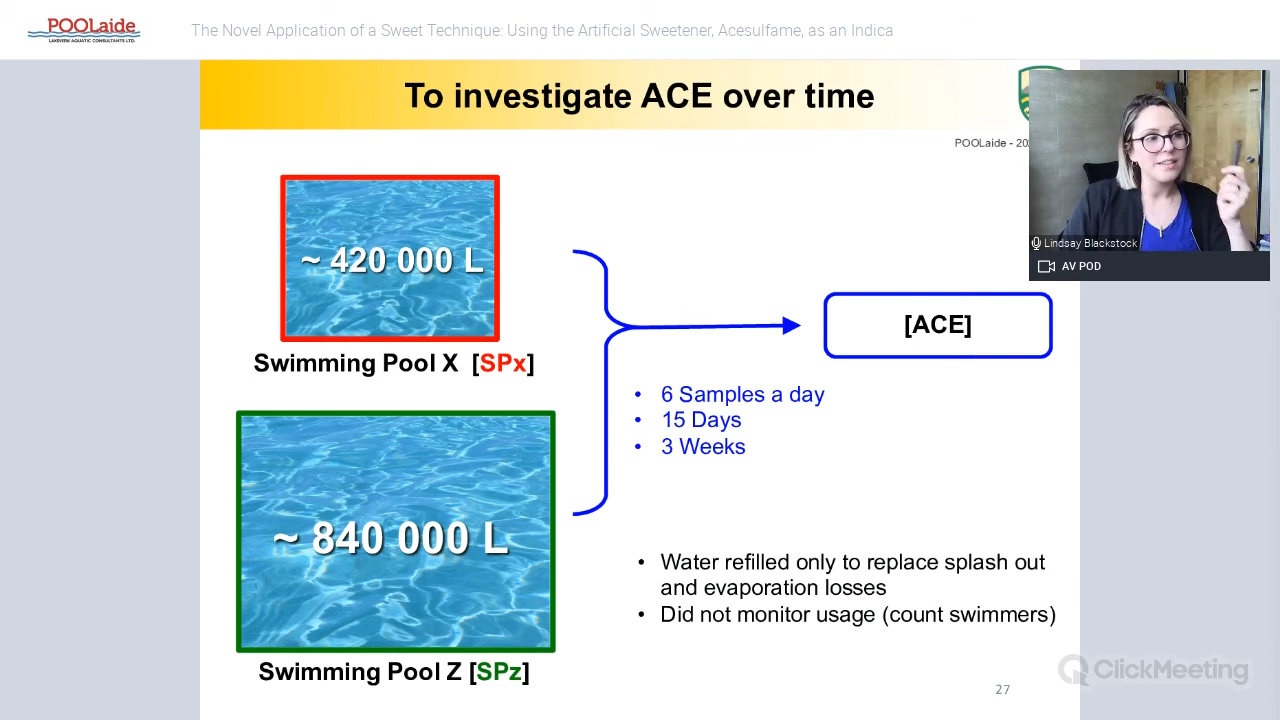 POOLaide
LAKEVIEW AQUATIC CONSULTANTS LTD.
The Novel Application of a Sweet Technique: Using the Artificial Sweetener, Acesulfame, as an Indica
To investigate ACE over time
POOLaide - 20
Lindsay Blackstock
AV POD
~ 420 000 L
Swimming Pool X [SPx]
[ACE]
• 6 Samples a day
• 15 Days
• 3 Weeks
~ 840 000 L
Swimming Pool Z [SPz]
• Water refilled only to replace splash out
and evaporation losses
• Did not monitor usage (count swimmers)
ClickMeeting
27